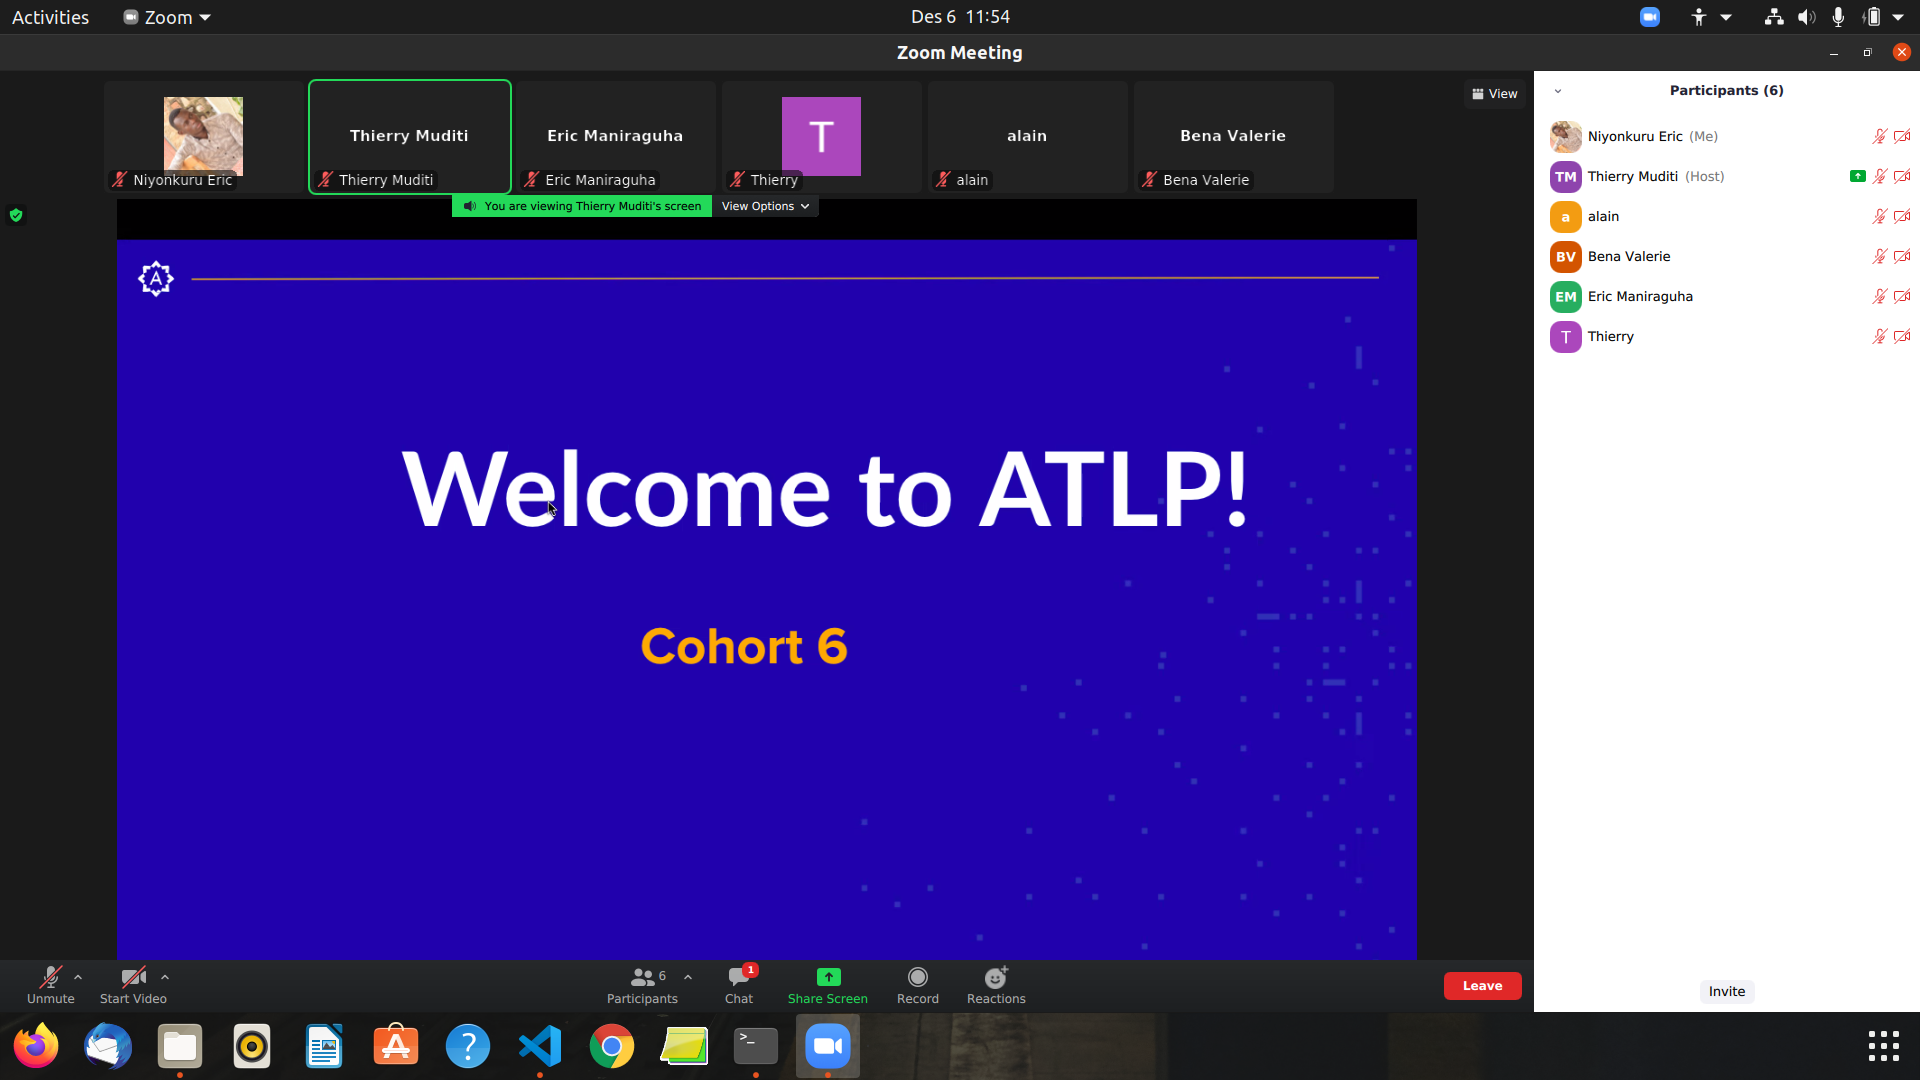 Activities
Zoom
Des 6 11:54
Zoom Meeting
Niyonkuru Eric
Thierry Muditi
Thierry Muditi
Eric Maniraguha
Eric Maniraguha
T
Thierry
alain
alain
Bena Valerie
Bena Valerie
View
You are viewing Thierry Muditi's screen
View Options
A
Welcome to ATLP!
Cohort 6
Participants (6)
Niyonkuru Eric (Me)
TM Thierry Muditi (Host)
a alain
BV Bena Valerie
EM Eric Maniraguha
T Thierry
Invite
Unmute
Start Video
6
Participants
1
Chat
Share Screen
Record
Reactions
Leave
A
?
>_